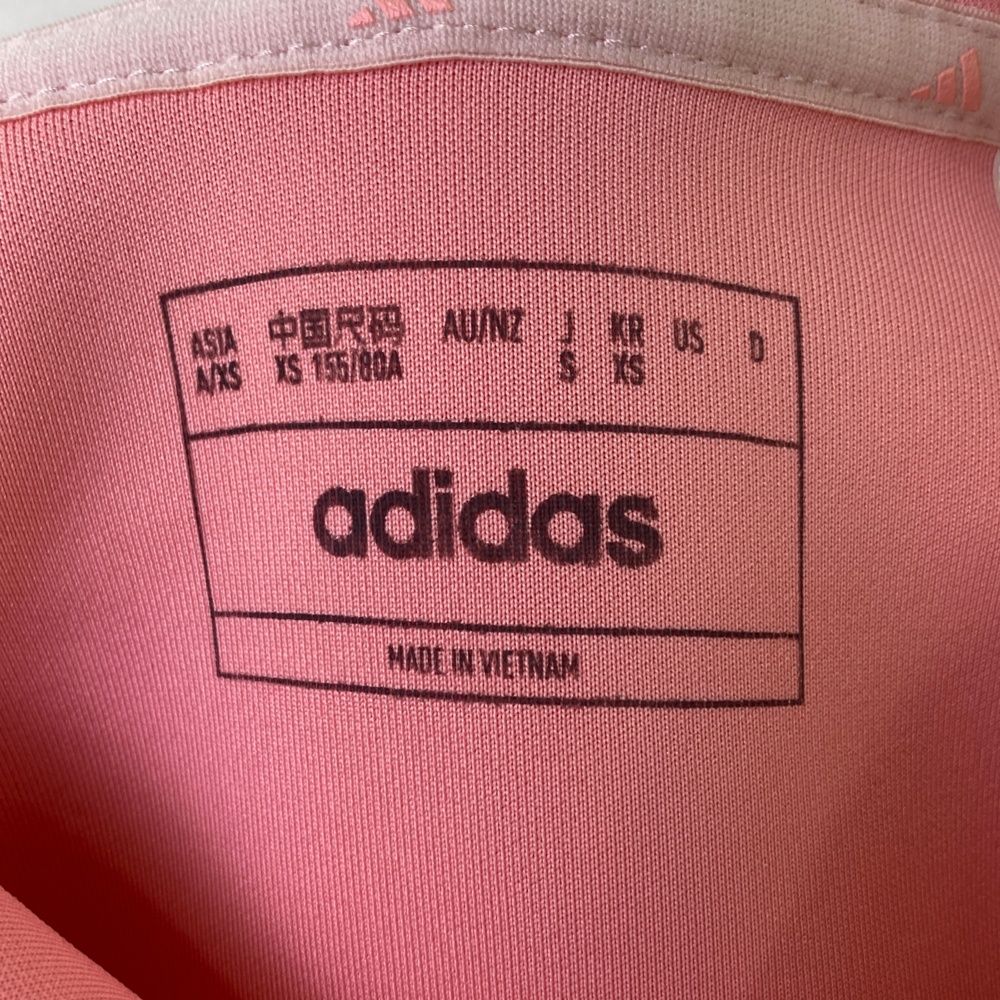 ASIA 中国尺码 AU/NZ J KR US D
A/XS XS 155/80A S XS
adidas
MADE IN VIETNAM